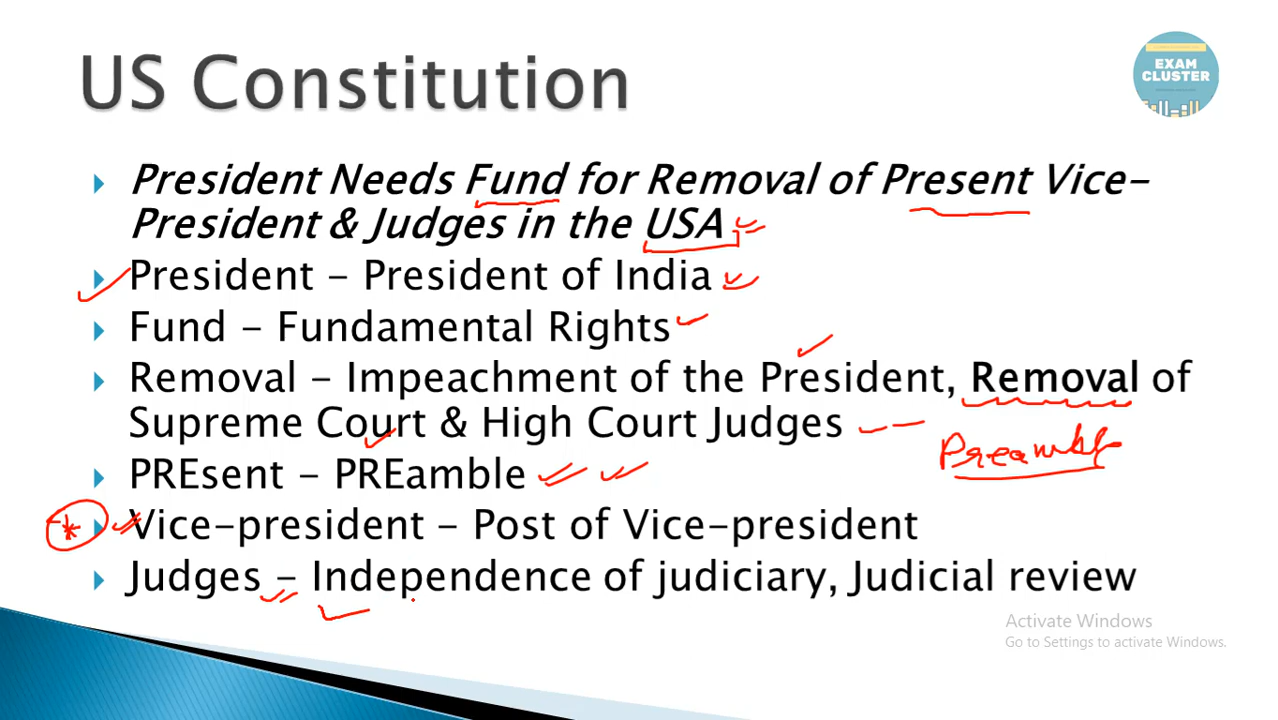 US Constitution
EXAM
CLUSTER
President Needs Fund for Removal of Present Vice-
President & Judges in the USA
President – President of India
Fund – Fundamental Rights
Removal – Impeachment of the President, Removal of
Supreme Court & High Court Judges
Preamble
PREsent – PREamble
* Vice-president – Post of Vice-president
Judges – Independence of judiciary, Judicial review
Activate Windows
Go to Settings to activate Windows.